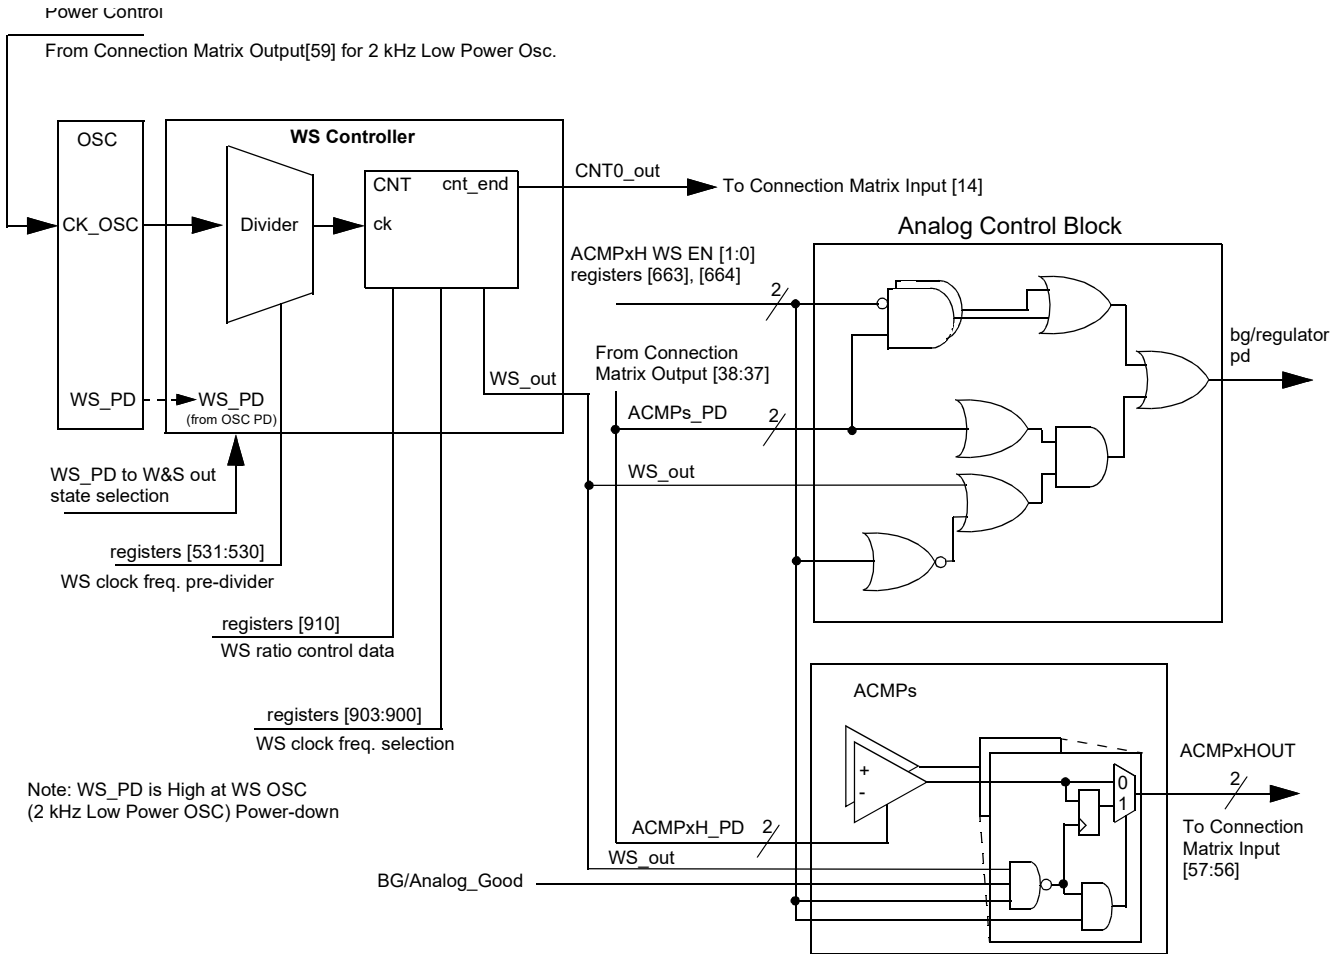 Power Control
From Connection Matrix Output[59] for 2 kHz Low Power Osc.
OSC
WS Controller
CNT
cnt_end
CNT0_out
To Connection Matrix Input [14]
CK_OSC
Divider
ck
Analog Control Block
ACMPxH WS EN [1:0]
registers [663], [664]
2
bg/regulator
pd
From Connection
Matrix Output [38:37]
WS_out
WS_PD
WS_PD
(from OSC PD)
ACMPs_PD
2
WS_PD to W&S out
state selection
WS_out
registers [531:530]
WS clock freq. pre-divider
registers [910]
WS ratio control data
registers [903:900]
WS clock freq. selection
ACMPs
ACMPxHOUT
+
-
0
1
2
Note: WS_PD is High at WS OSC
(2 kHz Low Power OSC) Power-down
ACMPxH_PD
2
To Connection
Matrix Input
[57:56]
WS_out
BG/Analog_Good